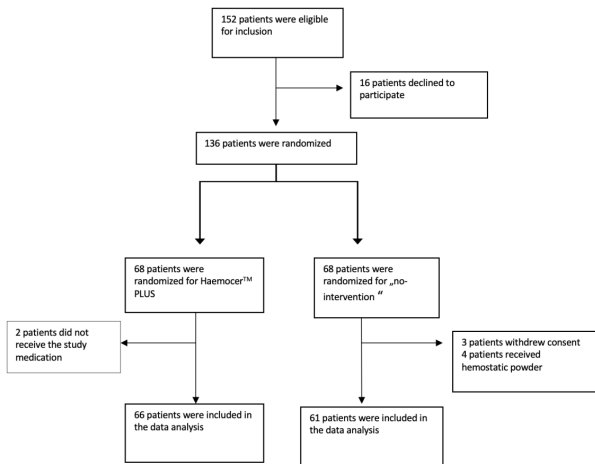 152 patients were eligible
for inclusion
16 patients declined to
participate
136 patients were randomized
68 patients were
randomized for Haemocer™
PLUS
68 patients were
randomized for „no-
intervention “
2 patients did not
receive the study
medication
3 patients withdrew consent
4 patients received
hemostatic powder
66 patients were included in
the data analysis
61 patients were included in
the data analysis